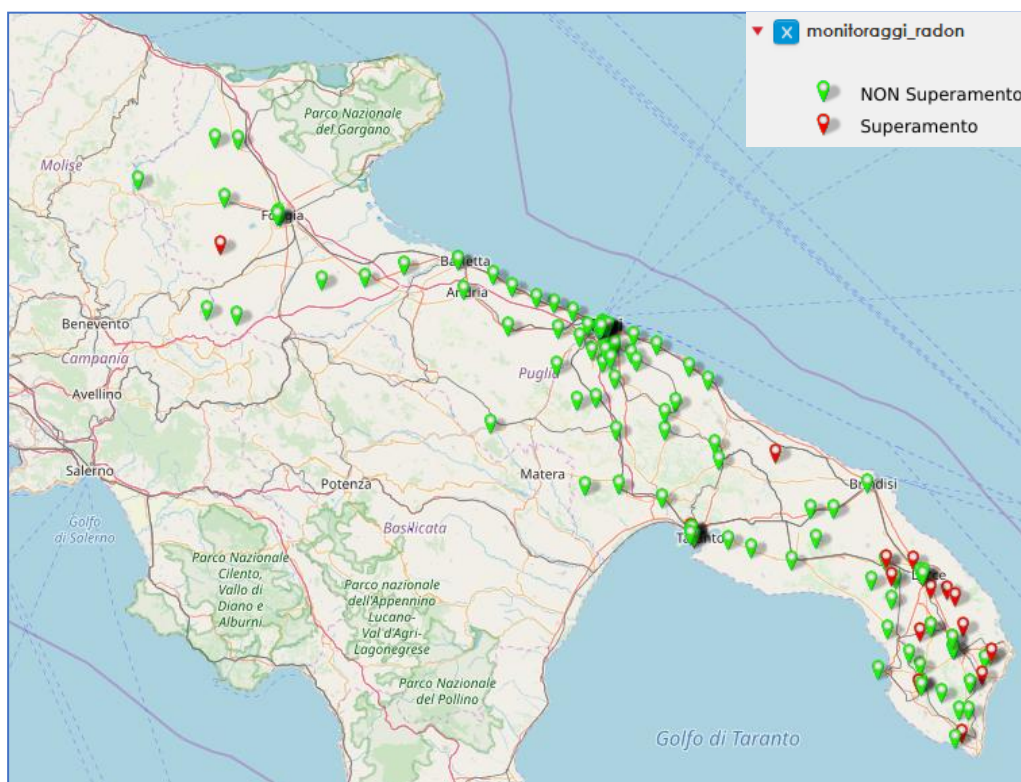 monitoraggi_radon
NON Superamento
Superamento
Parco Nazionale
del Gargano
Molise
Foggia
Barletta
Andria
Benevento
Campania
Avellino
Puglia
Salerno
Potenza
Matera
Brindisi
Golfo
di Salerno
Basilicata
Taranto
Lecce
Parco Nazionale
Cilento,
Vallo di
Diano e
Alburni
Parco nazionale
dell'Appennino
Lucano-
Val d'Agri-
Lagonegrese
Parco Nazionale
del Pollino
Golfo di Taranto